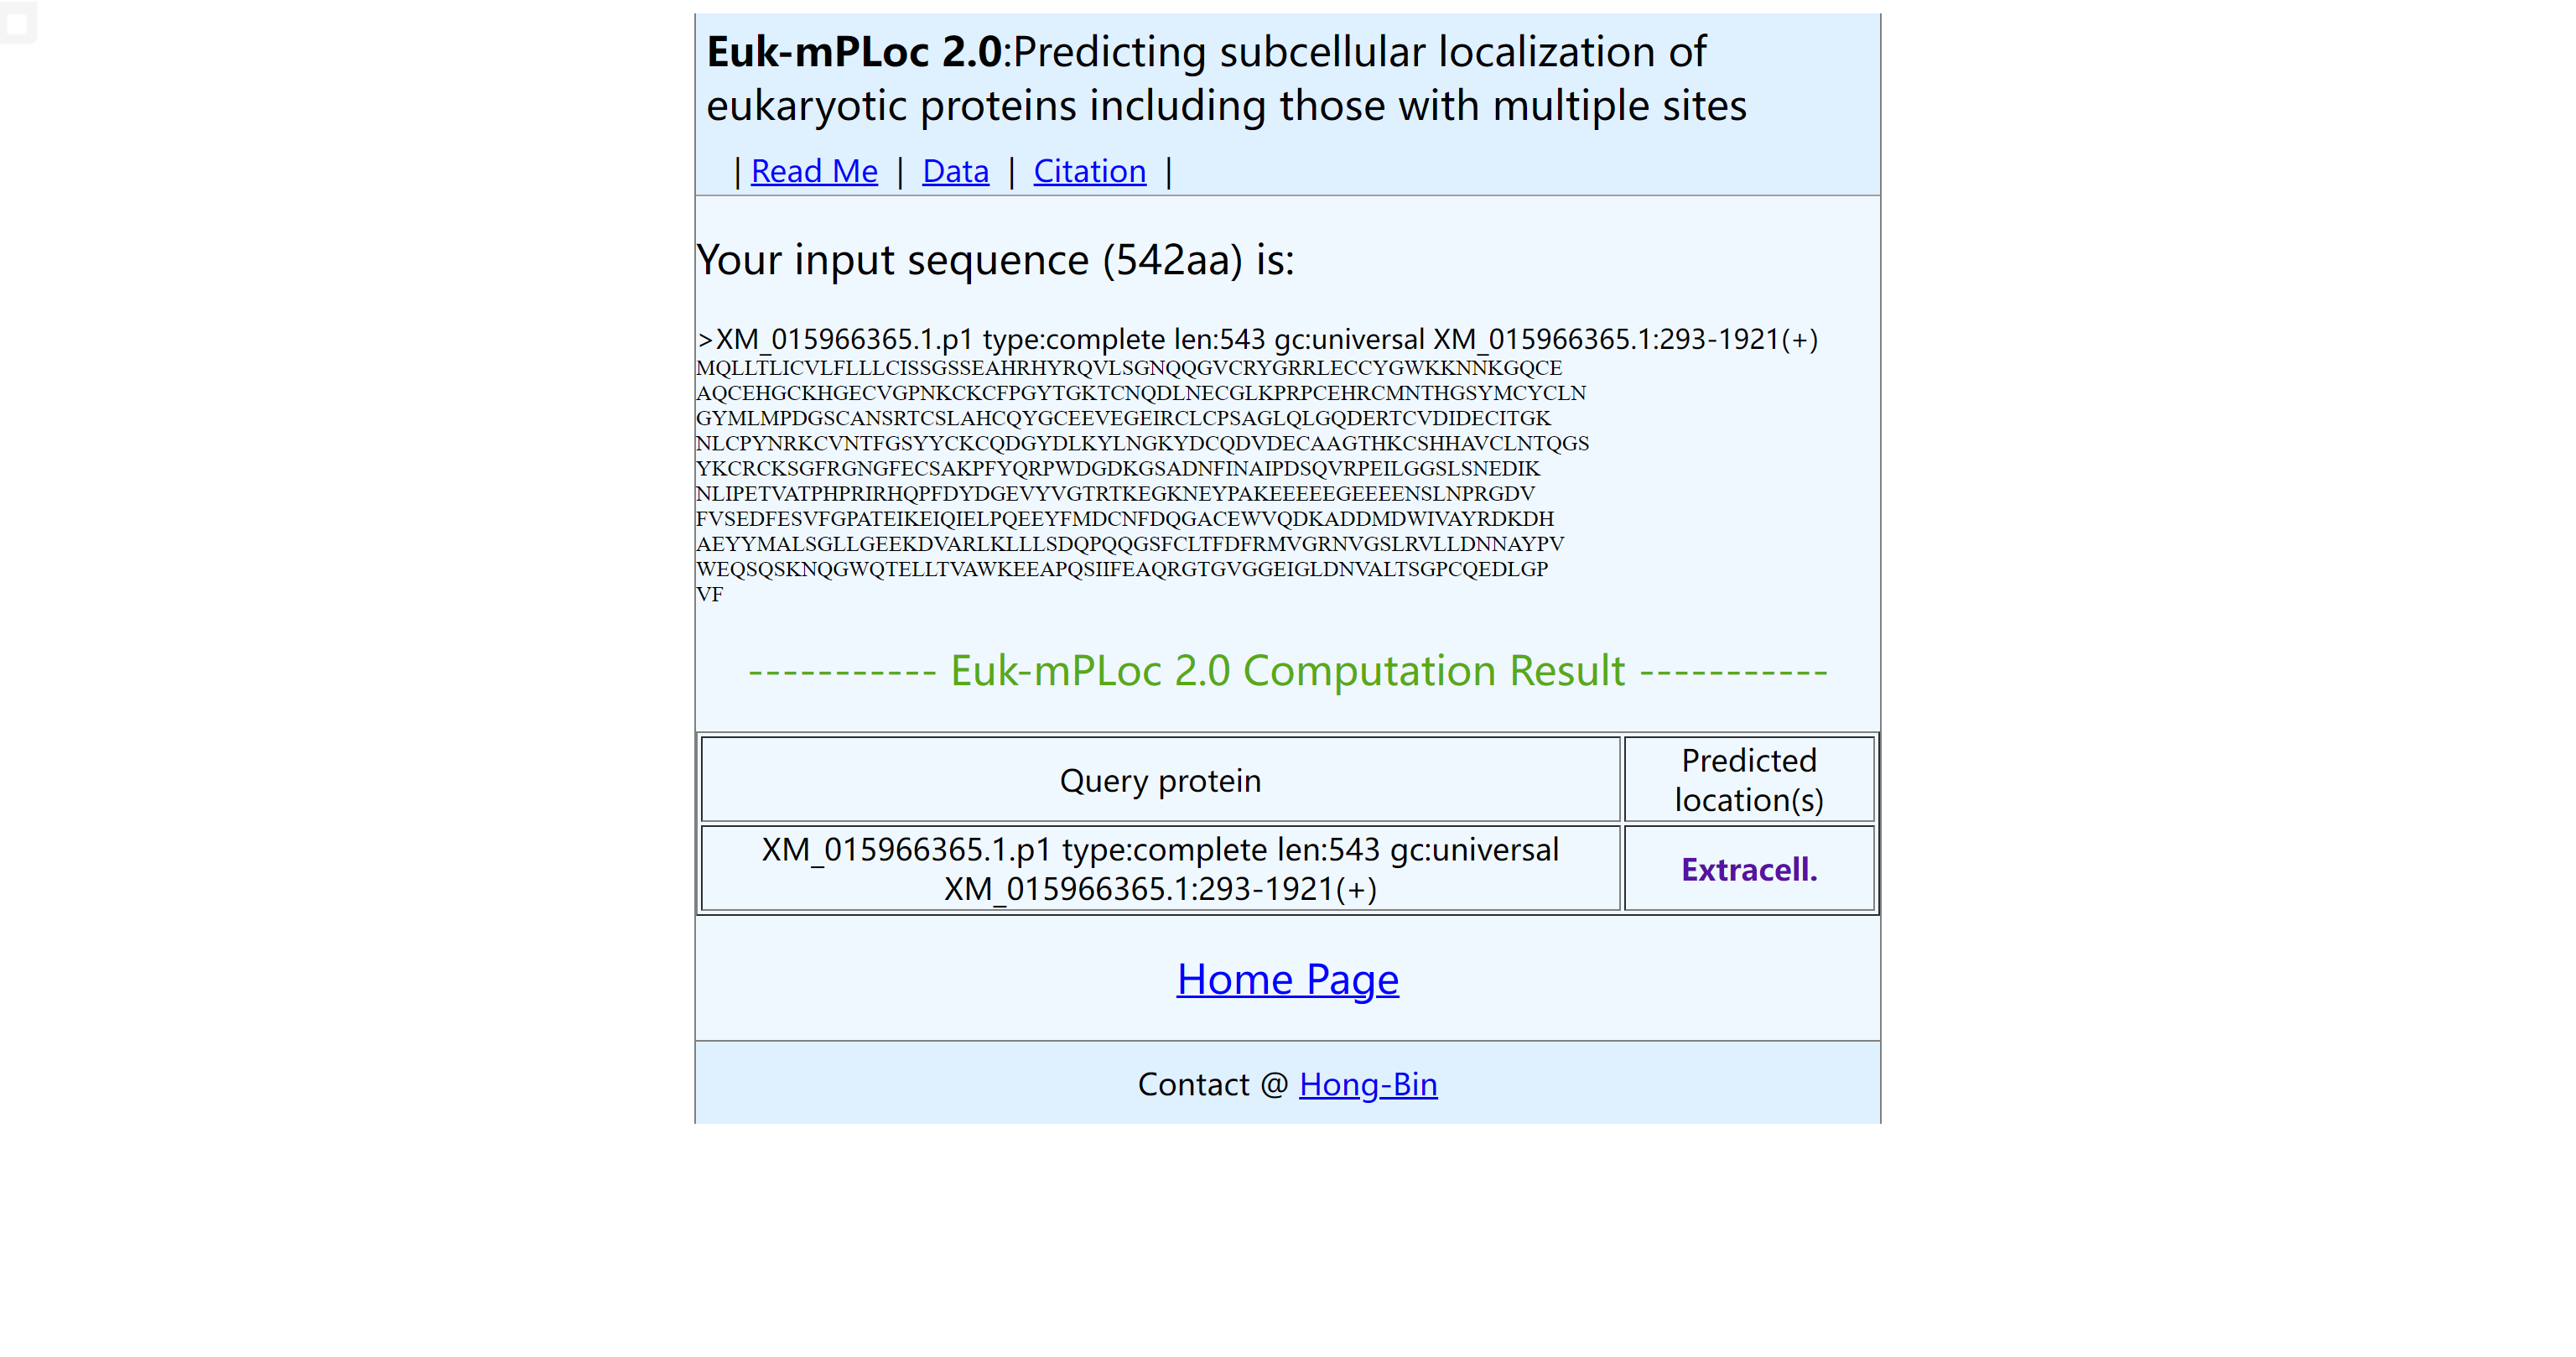 Euk-mPLoc 2.0:Predicting subcellular localization of
eukaryotic proteins including those with multiple sites
| Read Me | Data | Citation |
Your input sequence (542aa) is:
>XM_015966365.1.p1 type:complete len:543 gc:universal XM_015966365.1:293-1921(+)
MQLLTLICVLFLLLCISSGSSEAHRHYRQVLSGNQQGVCRYGRRLECCYGWKKNNKGQCE
AQCEHGCKHGECVGPNKCKCFPGYTGKTCNQDLNECGLKPRPCEHRCMNTHGSYMCYCLN
GYMLMPDGSCANSRTCSLAHCQYGCEEVEGEIRCLCPSAGLQLGQDERTCVDIDECITGK
NLCPYNRKCVNTFGSYYCKCQDGYDLKYLNGKYDCQDVDECAAGTHKCSHHAVCLNTQGS
YKCRCKSGFRGNGFECSAKPFYQRPWDGDKGSADNFINAIPDSQVRPEILGGSLSNEDIK
NLIPETVATPHPRIRHQPFDYDGEVYVGTRTKEGKNEYPAKEEEEEGEEEENSLNPRGDV
FVSEDFESVFGPATEIKEIQIELPQEEYFMDCNFDQGACEWVQDKADDMDWIVAYRDKDH
AEYYMALSGLLGEEKDVARLKLLLSDQPQQGSFCLTFDFRMVGRNVGSLRVLLDNNAYPV
WEQSQSKNQGWQTELLTVAWKEEAPQSIIFEAQRGTGVGGEIGLDNVALTSGPCQEDLGP
VF
----------- Euk-mPLoc 2.0 Computation Result -----------
Query protein
Predicted
location(s)
XM_015966365.1.p1 type:complete len:543 gc:universal
XM_015966365.1:293-1921(+)
Extracell.
Home Page
Contact @ Hong-Bin